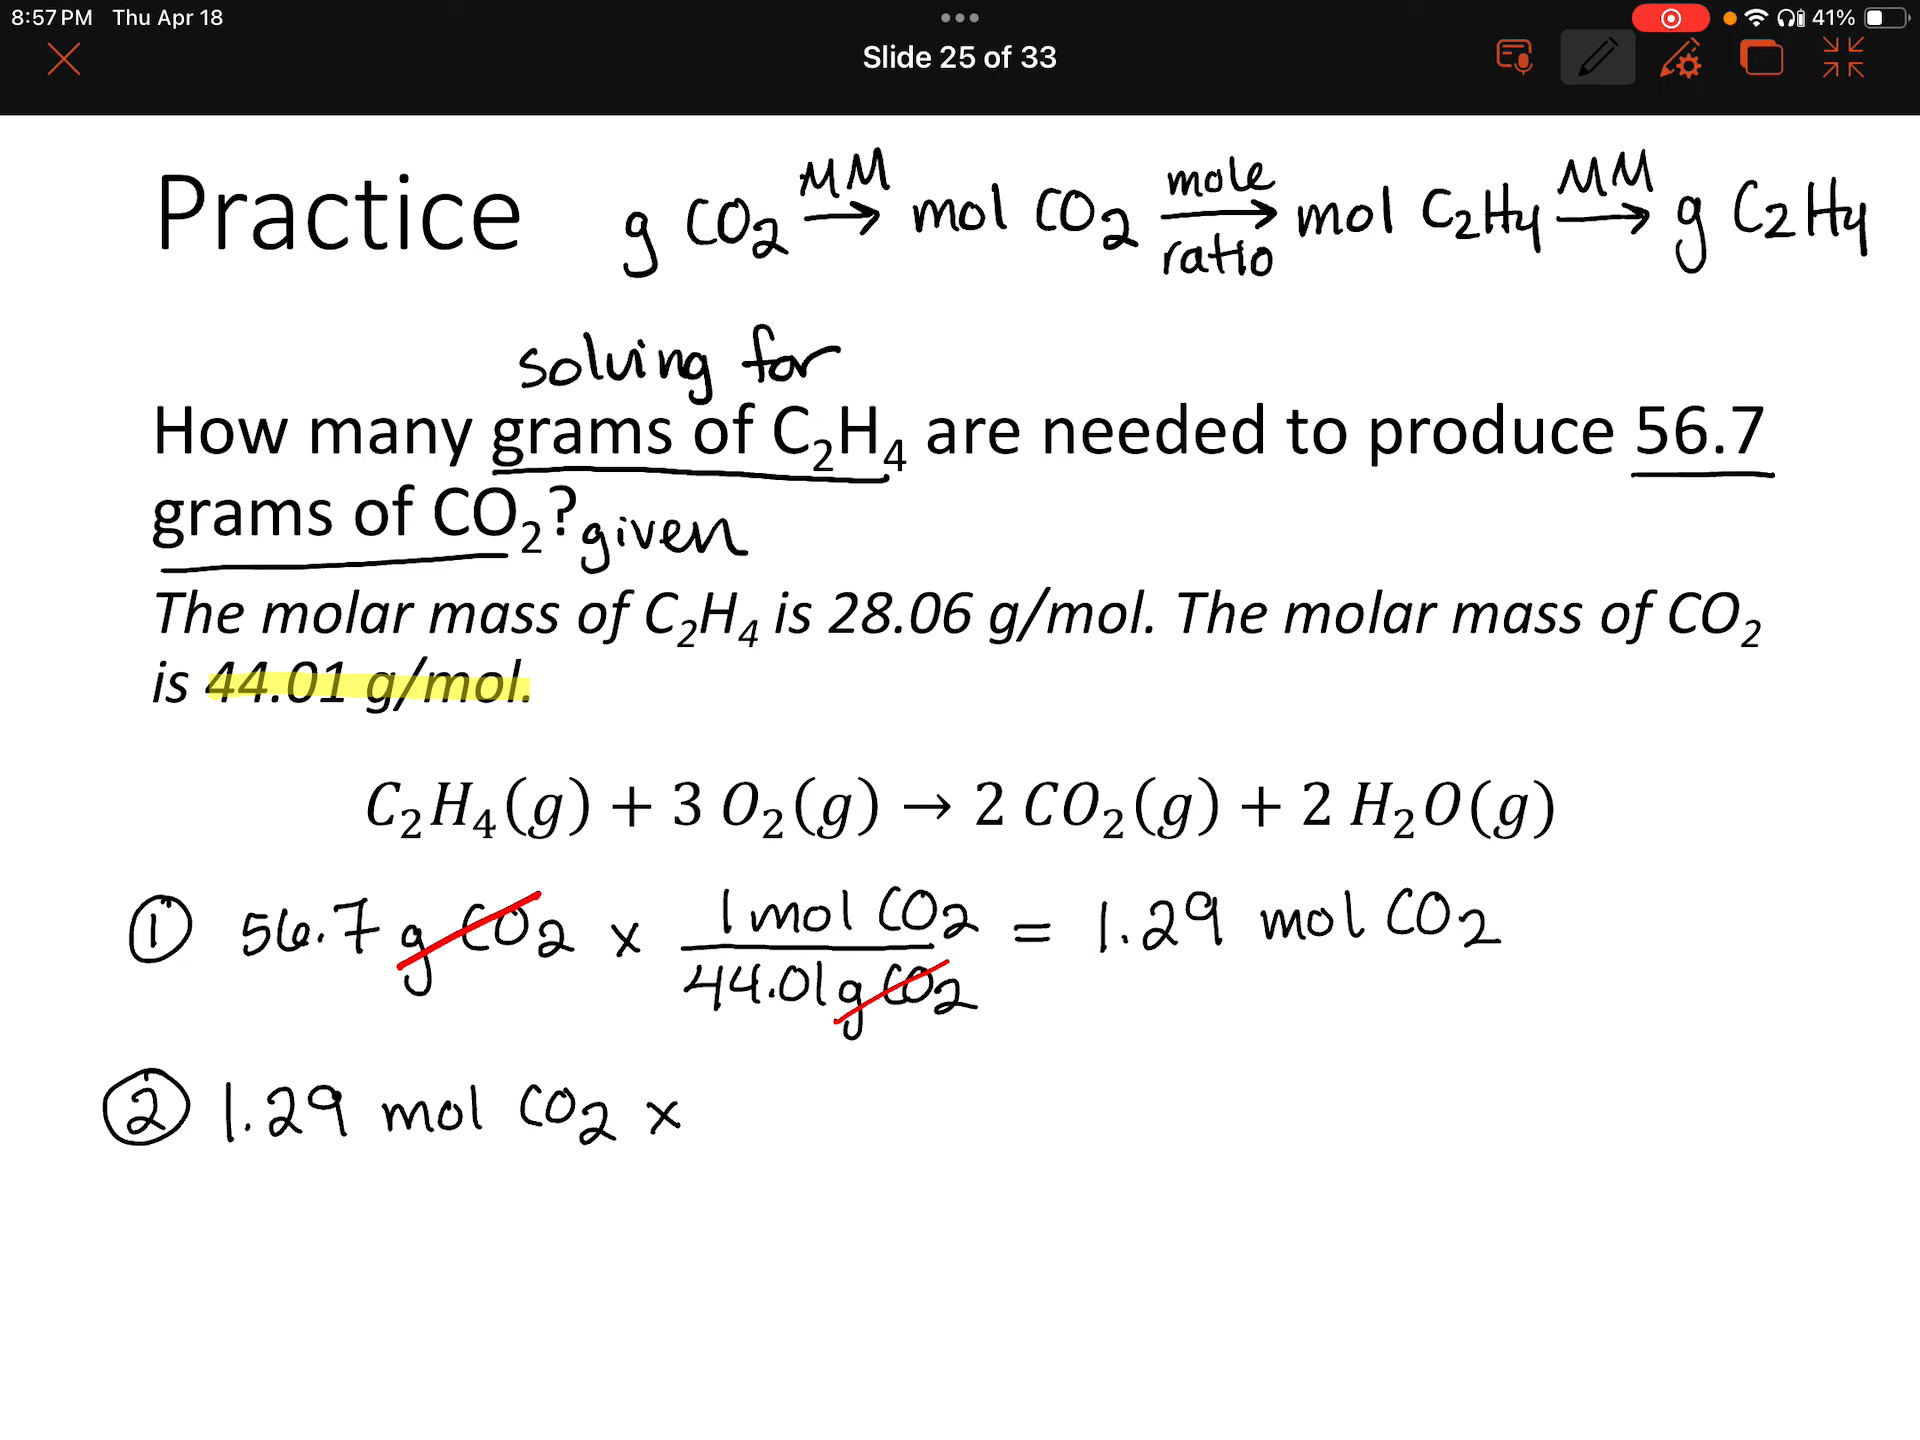 8:57 PM Thu Apr 18
41%
Slide 25 of 33
Practice
g CO₂ MM → mol CO₂ mole ratio → mol C₂H₄ MM → g C₂H₄
solving for
How many grams of C₂H₄ are needed to produce 56.7
grams of CO₂? given
The molar mass of C₂H₄ is 28.06 g/mol. The molar mass of CO₂
is 44.01 g/mol.
C₂H₄(g) + 3 O₂(g) → 2 CO₂(g) + 2 H₂O(g)
① 56.7 g CO₂ x 1 mol CO₂ / 44.01 g CO₂ = 1.29 mol CO₂
② 1.29 mol CO₂ x